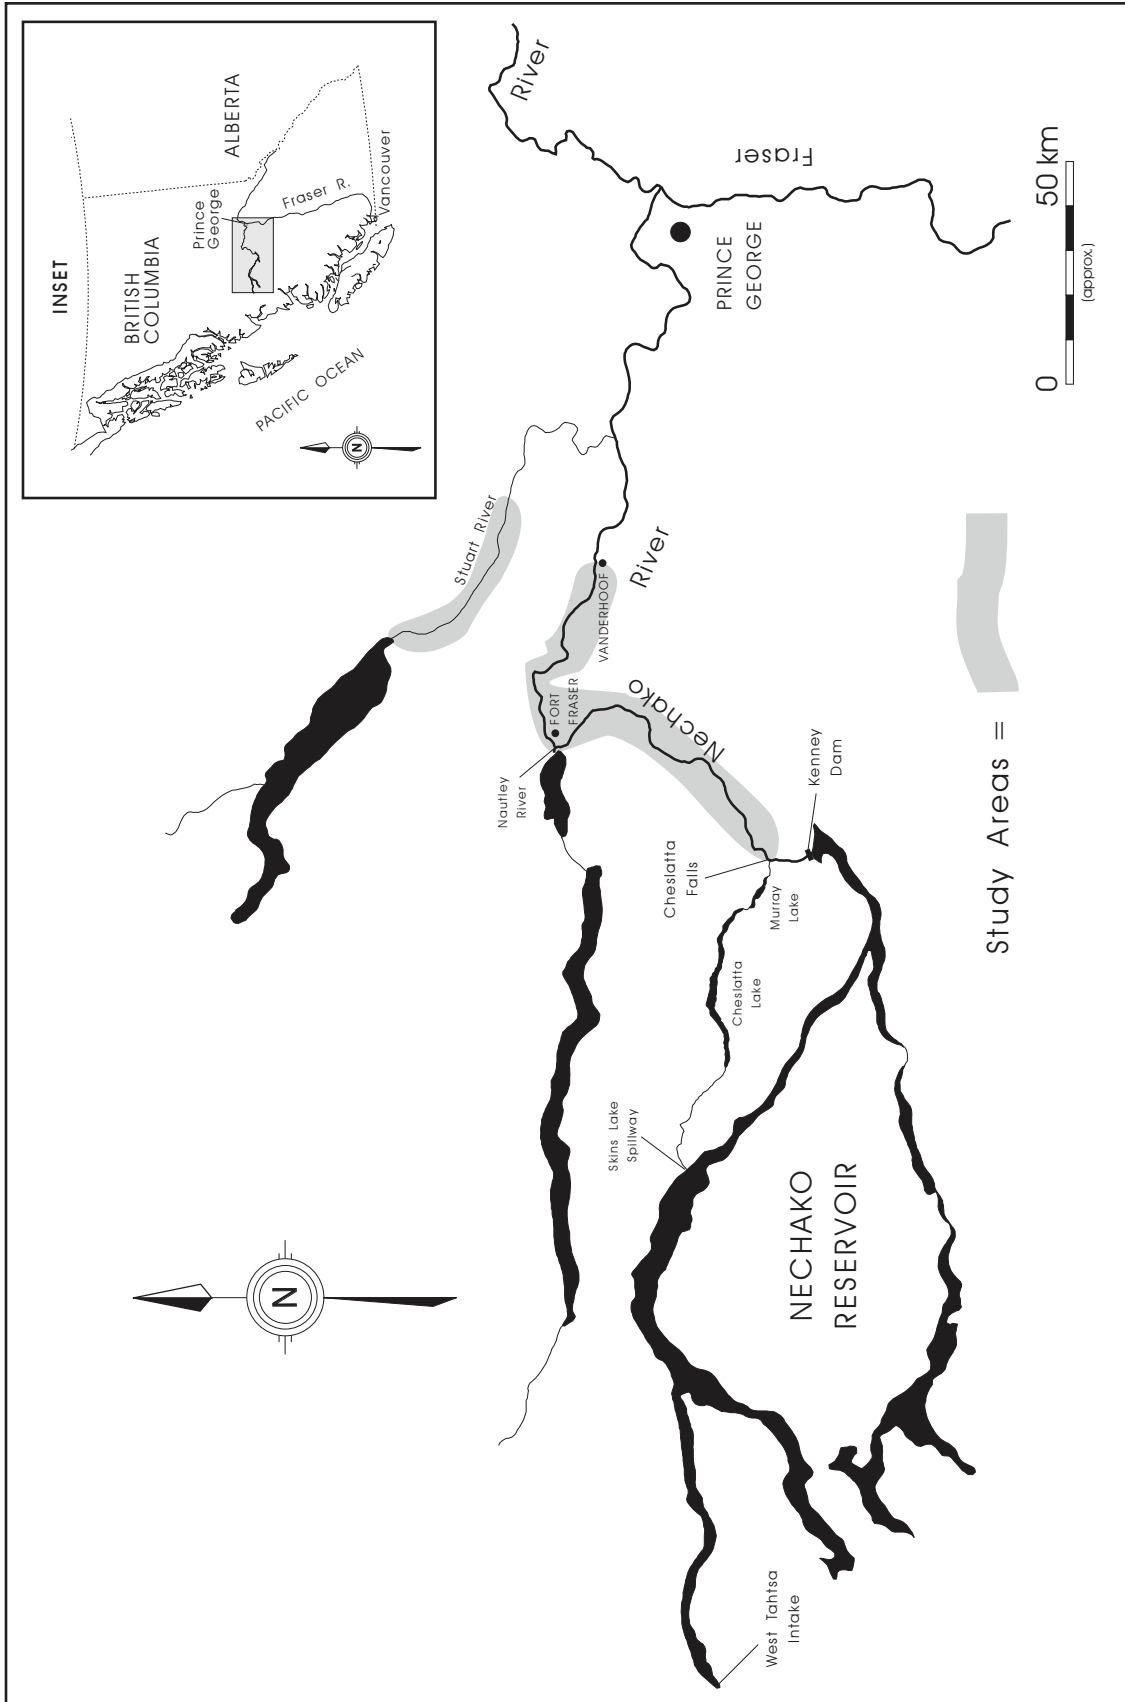 INSET
BRITISH
COLUMBIA
ALBERTA
Prince
George
Fraser R.
Vancouver
PACIFIC OCEAN
N
N
Stuart River
River
Fraser
PRINCE
GEORGE
River
Nechako
VANDERHOOF
FORT
FRASER
Nautley
River
Cheslatta
Falls
Kenney
Dam
Murray
Lake
Cheslatta
Lake
Skins Lake
Spillway
NECHAKO
RESERVOIR
West Tahtsa
Intake
Study Areas =
0 50 km
(approx.)